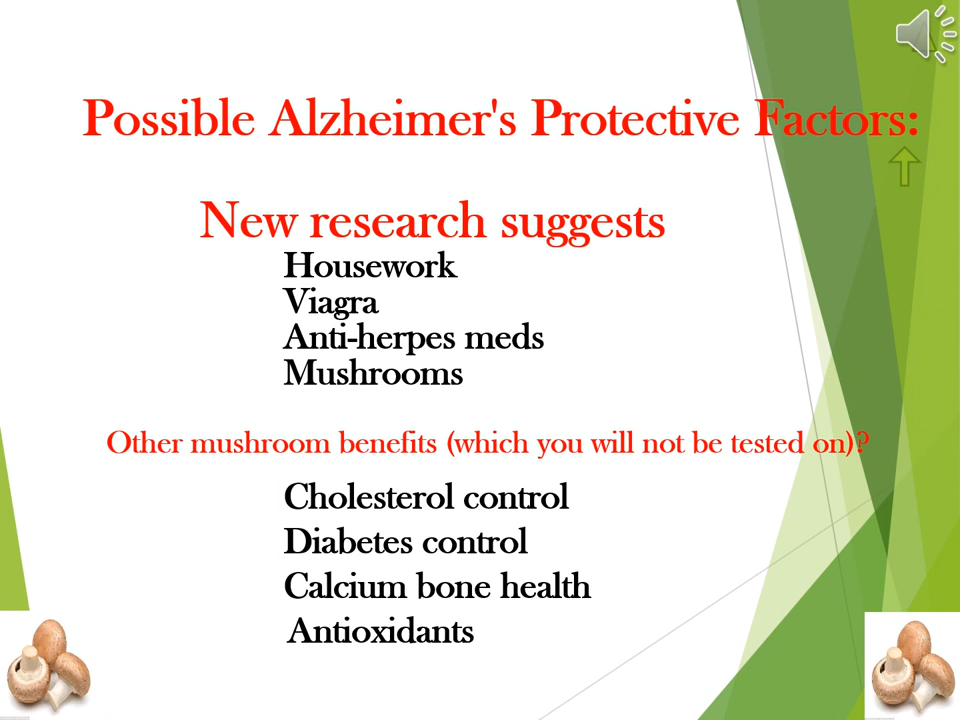 Possible Alzheimer's Protective Factors:
New research suggests
Housework
Viagra
Anti-herpes meds
Mushrooms
Other mushroom benefits (which you will not be tested on)?
Cholesterol control
Diabetes control
Calcium bone health
Antioxidants